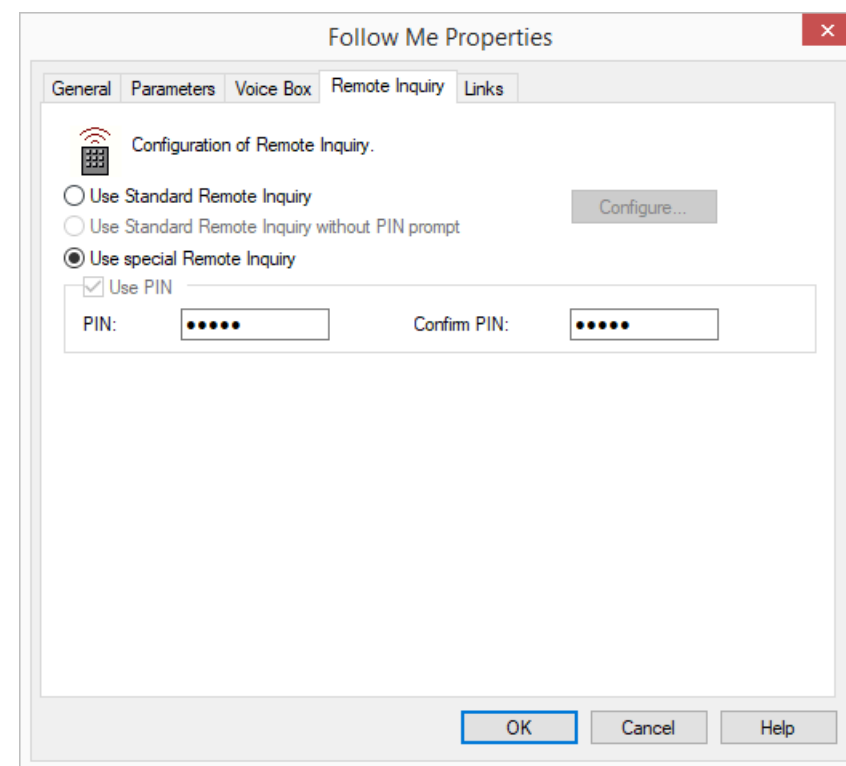 Follow Me Properties
General Parameters Voice Box Remote Inquiry Links
Configuration of Remote Inquiry.
Use Standard Remote Inquiry Configure...
Use Standard Remote Inquiry without PIN prompt
Use special Remote Inquiry
Use PIN
PIN: ●●●●● Confirm PIN: ●●●●●
OK Cancel Help